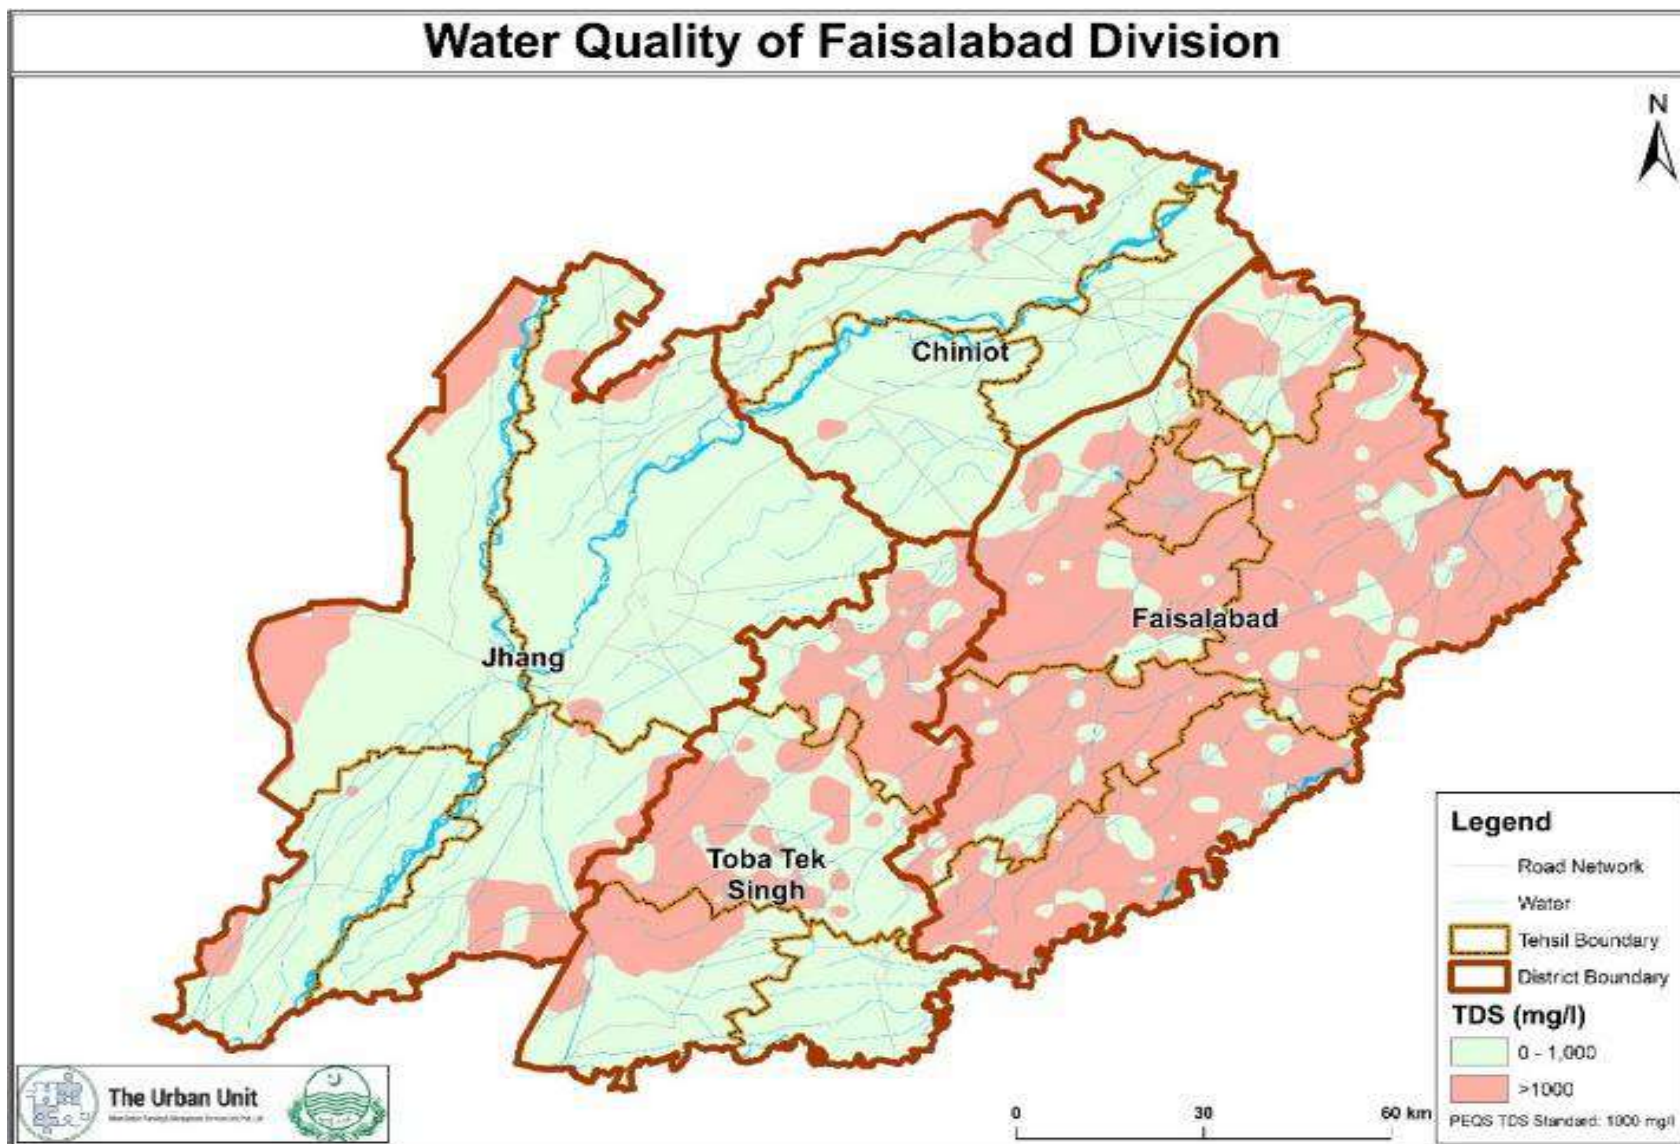 Water Quality of Faisalabad Division
N
Chiniot
Faisalabad
Jhang
Toba Tek
Singh
Legend
Road Network
Water
Tehsil Boundary
District Boundary
TDS (mg/l)
0 - 1,000
>1000
PEQS TDS Standard: 1000 mg/l
The Urban Unit
0 30 60 km